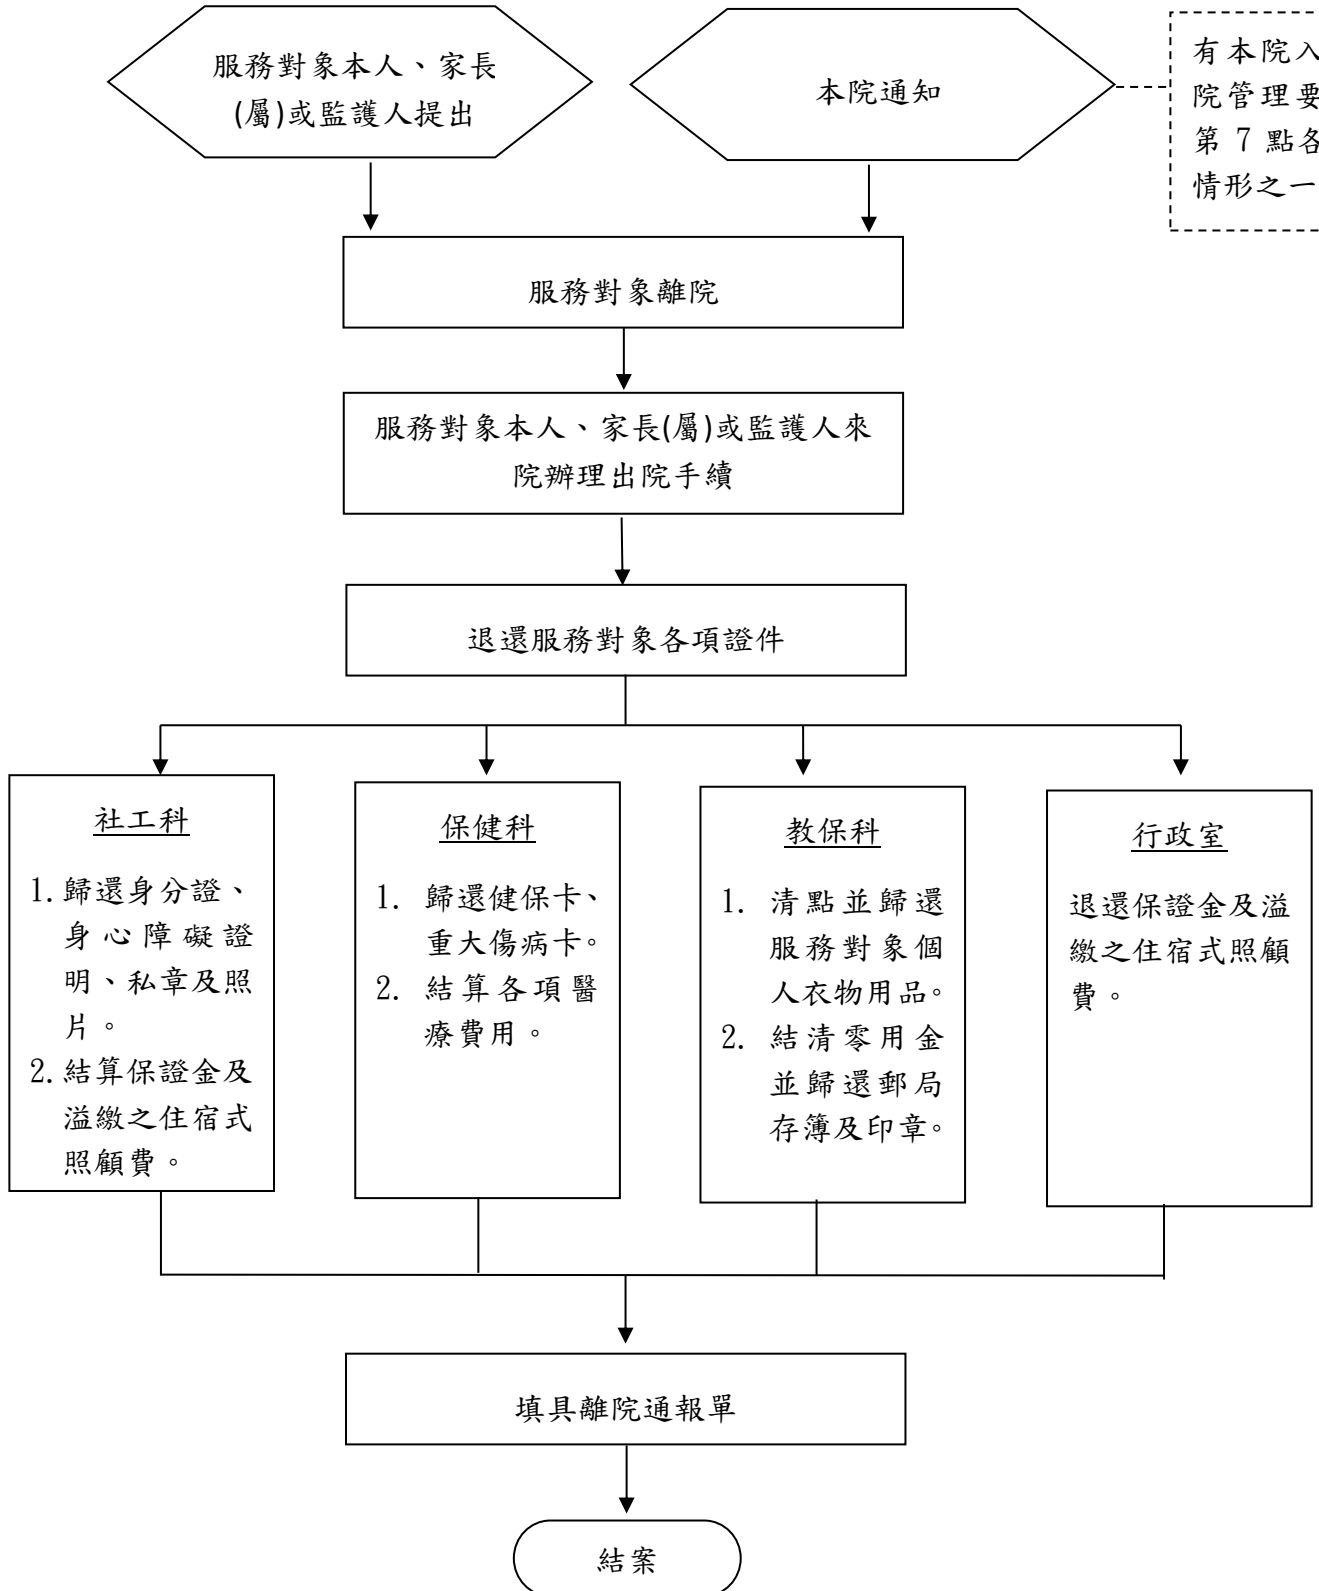 服務對象本人、家長
(屬)或監護人提出
本院通知
有本院入
院管理要
第 7 點各
情形之一
服務對象離院
服務對象本人、家長(屬)或監護人來
院辦理出院手續
退還服務對象各項證件
社工科
1. 歸還身分證、
身心障礙證
明、私章及照
片。
2. 結算保證金及
溢繳之住宿式
照顧費。
保健科
1. 歸還健保卡、
重大傷病卡。
2. 結算各項醫
療費用。
教保科
1. 清點並歸還
服務對象個
人衣物用品。
2. 結清零用金
並歸還郵局
存簿及印章。
行政室
退還保證金及溢
繳之住宿式照顧
費。
填具離院通報單
結案